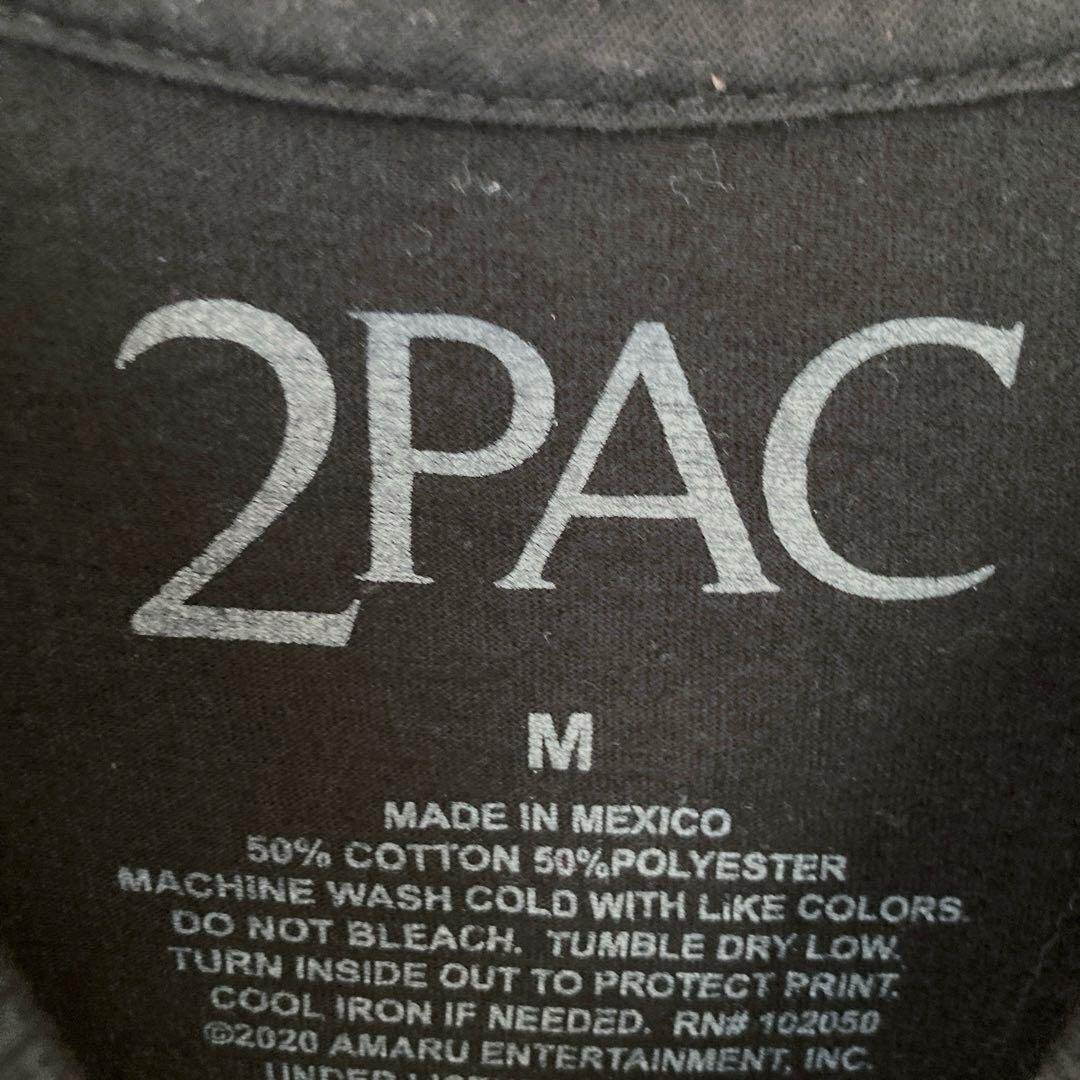 2PAC
M
MADE IN MEXICO
50% COTTON 50%POLYESTER
MACHINE WASH COLD WITH LIKE COLORS.
DO NOT BLEACH. TUMBLE DRY LOW.
TURN INSIDE OUT TO PROTECT PRINT.
COOL IRON IF NEEDED. RN# 102050
©2020 AMARU ENTERTAINMENT, INC.
UNDER